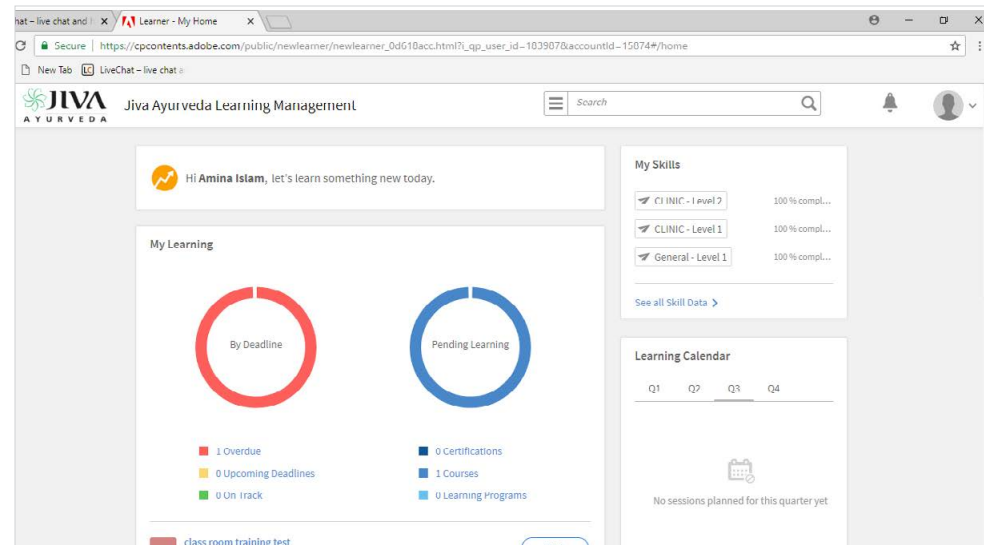 hat – live chat and
Learner - My Home
Secure | https://cpcontents.adobe.com/public/newlearner/newlearner_0d618acc.html?i_qp_user_id=183987&accountId=15874#/home
New Tab
LC LiveChat – live chat a
JIVA
AYURVEDA
Jiva Ayurveda Learning Management
Search
Hi Amina Islam, let's learn something new today.
My Learning
By Deadline
Pending Learning
1 Overdue
0 Upcoming Deadlines
0 On Track
0 Certifications
1 Courses
0 Learning Programs
class room training test
My Skills
CLINIC - Level 2 100 % compl...
CLINIC - Level 1 100 % compl...
General - Level 1 100 % compl...
See all Skill Data
Learning Calendar
Q1 Q2 Q3 Q4
No sessions planned for this quarter yet